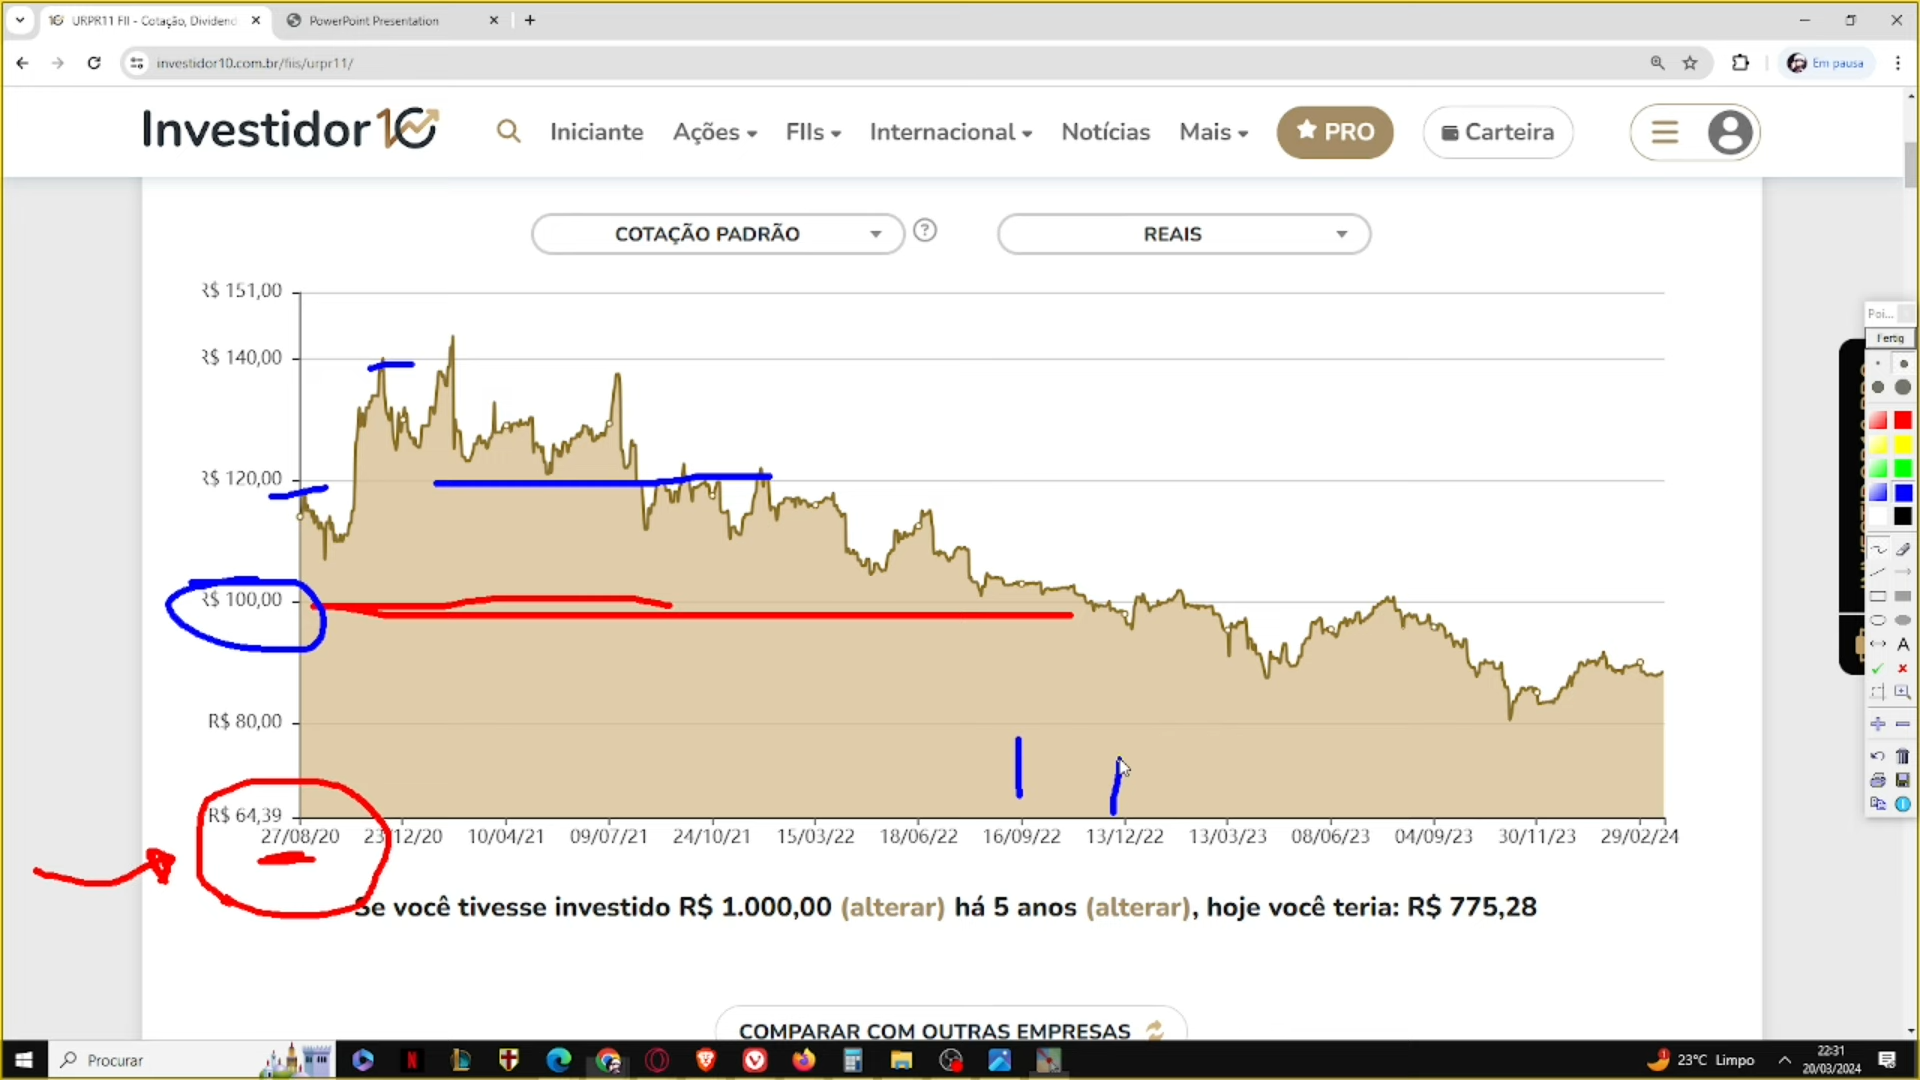 URPR11 FII - Cotação, Dividend
PowerPoint Presentation
investidor10.com.br/fiis/urpr11/
Em pausa
Investidor 10
Iniciante
Ações
FIIs
Internacional
Notícias
Mais
PRO
Carteira
COTAÇÃO PADRÃO
?
REAIS
R$ 151,00
R$ 140,00
R$ 120,00
R$ 100,00
R$ 80,00
R$ 64,39
27/08/20 23/12/20 10/04/21 09/07/21 24/10/21 15/03/22 18/06/22 16/09/22 13/12/22 13/03/23 08/06/23 04/09/23 30/11/23 29/02/24
Se você tivesse investido R$ 1.000,00 (alterar) há 5 anos (alterar), hoje você teria: R$ 775,28
COMPARAR COM OUTRAS EMPRESAS
Poi...
Fertig
A
Procurar
23°C Limpo
22:31
20/03/2024